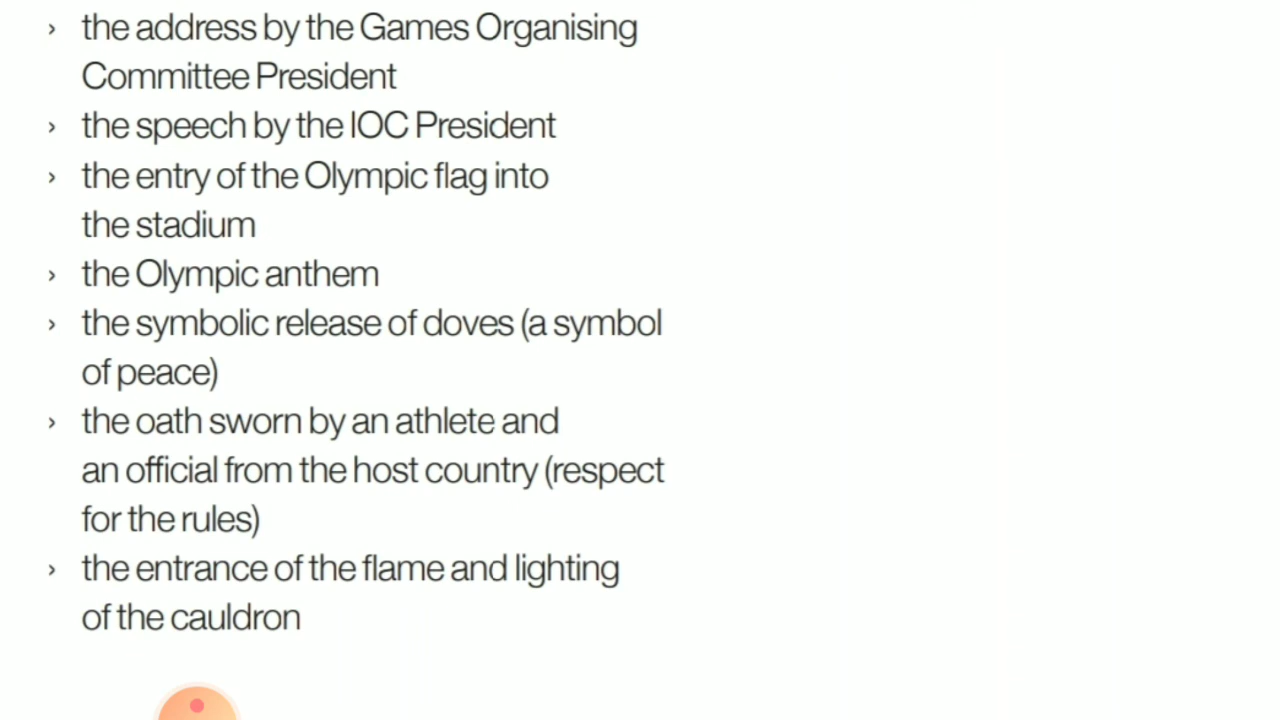 › the address by the Games Organising
Committee President
› the speech by the IOC President
› the entry of the Olympic flag into
the stadium
› the Olympic anthem
› the symbolic release of doves (a symbol
of peace)
› the oath sworn by an athlete and
an official from the host country (respect
for the rules)
› the entrance of the flame and lighting
of the cauldron